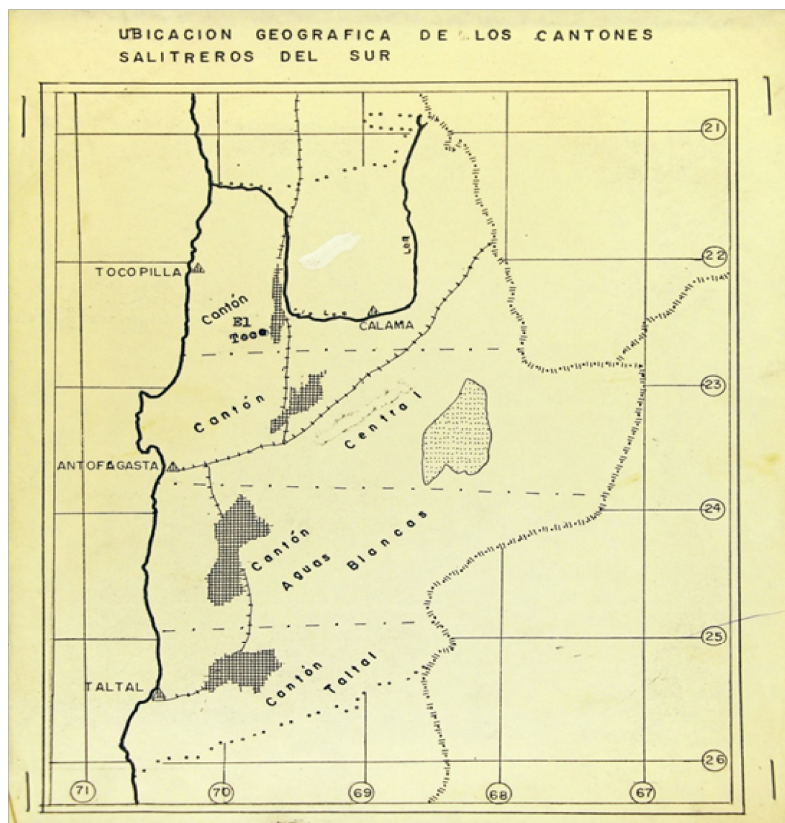 UBICACION GEOGRAFICA DE LOS CANTONES
SALITREROS DEL SUR
21
LOA
22
TOCOPILLA
Cantón
El
Toco
Loa
CALAMA
23
Cantón
Central
ANTOFAGASTA
24
Cantón
Aguas Blancas
25
Cantón
Taltal
TALTAL
26
71
70
69
68
67